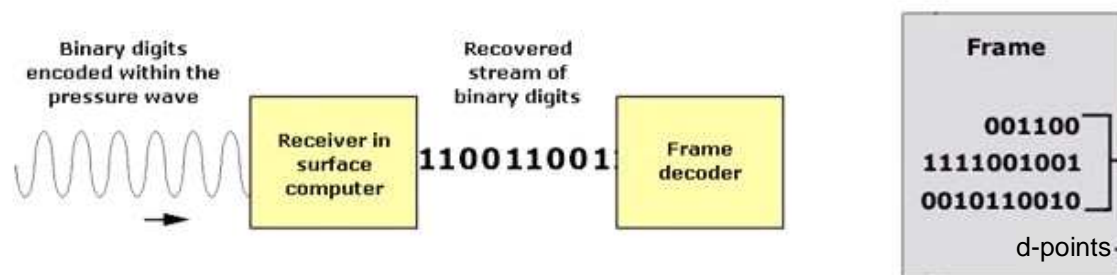 Binary digits
encoded within the
pressure wave
Receiver in
surface
computer
Recovered
stream of
binary digits
110011001
Frame
decoder
Frame
001100
1111001001
0010110010
d-points